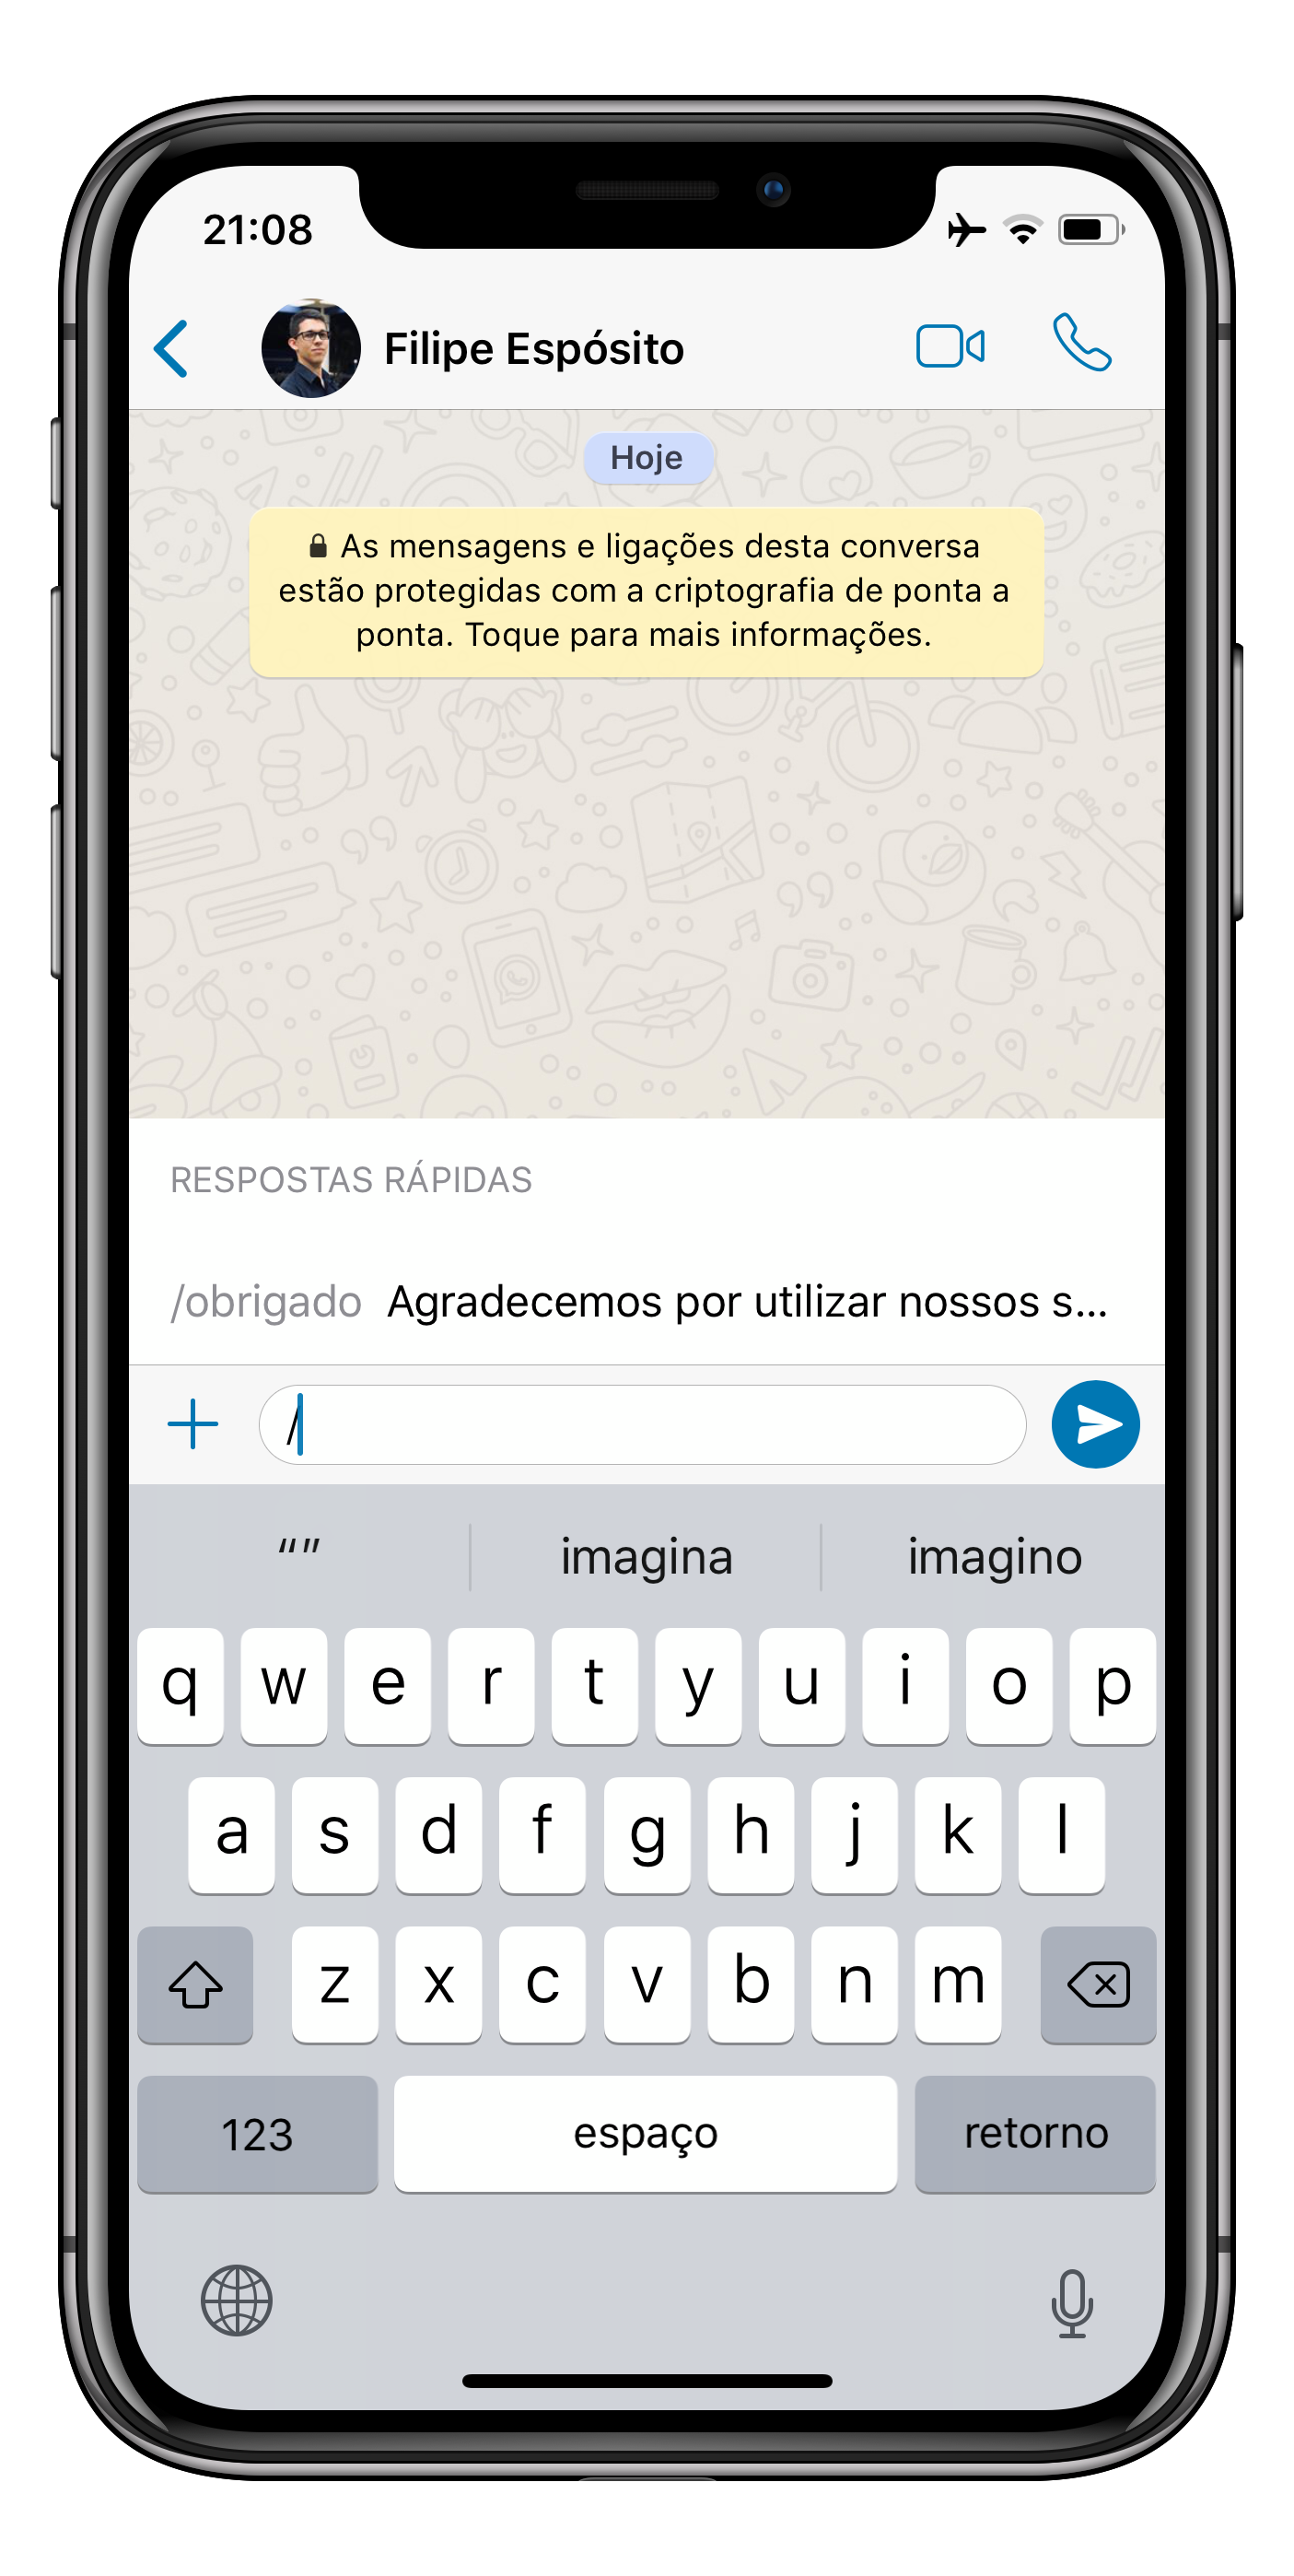 21:08
Filipe Espósito
Hoje
As mensagens e ligações desta conversa
estão protegidas com a criptografia de ponta a
ponta. Toque para mais informações.
RESPOSTAS RÁPIDAS
/obrigado Agradecemos por utilizar nossos s...
/
“” imagina imagino
q w e r t y u i o p
a s d f g h j k l
z x c v b n m
123 espaço retorno